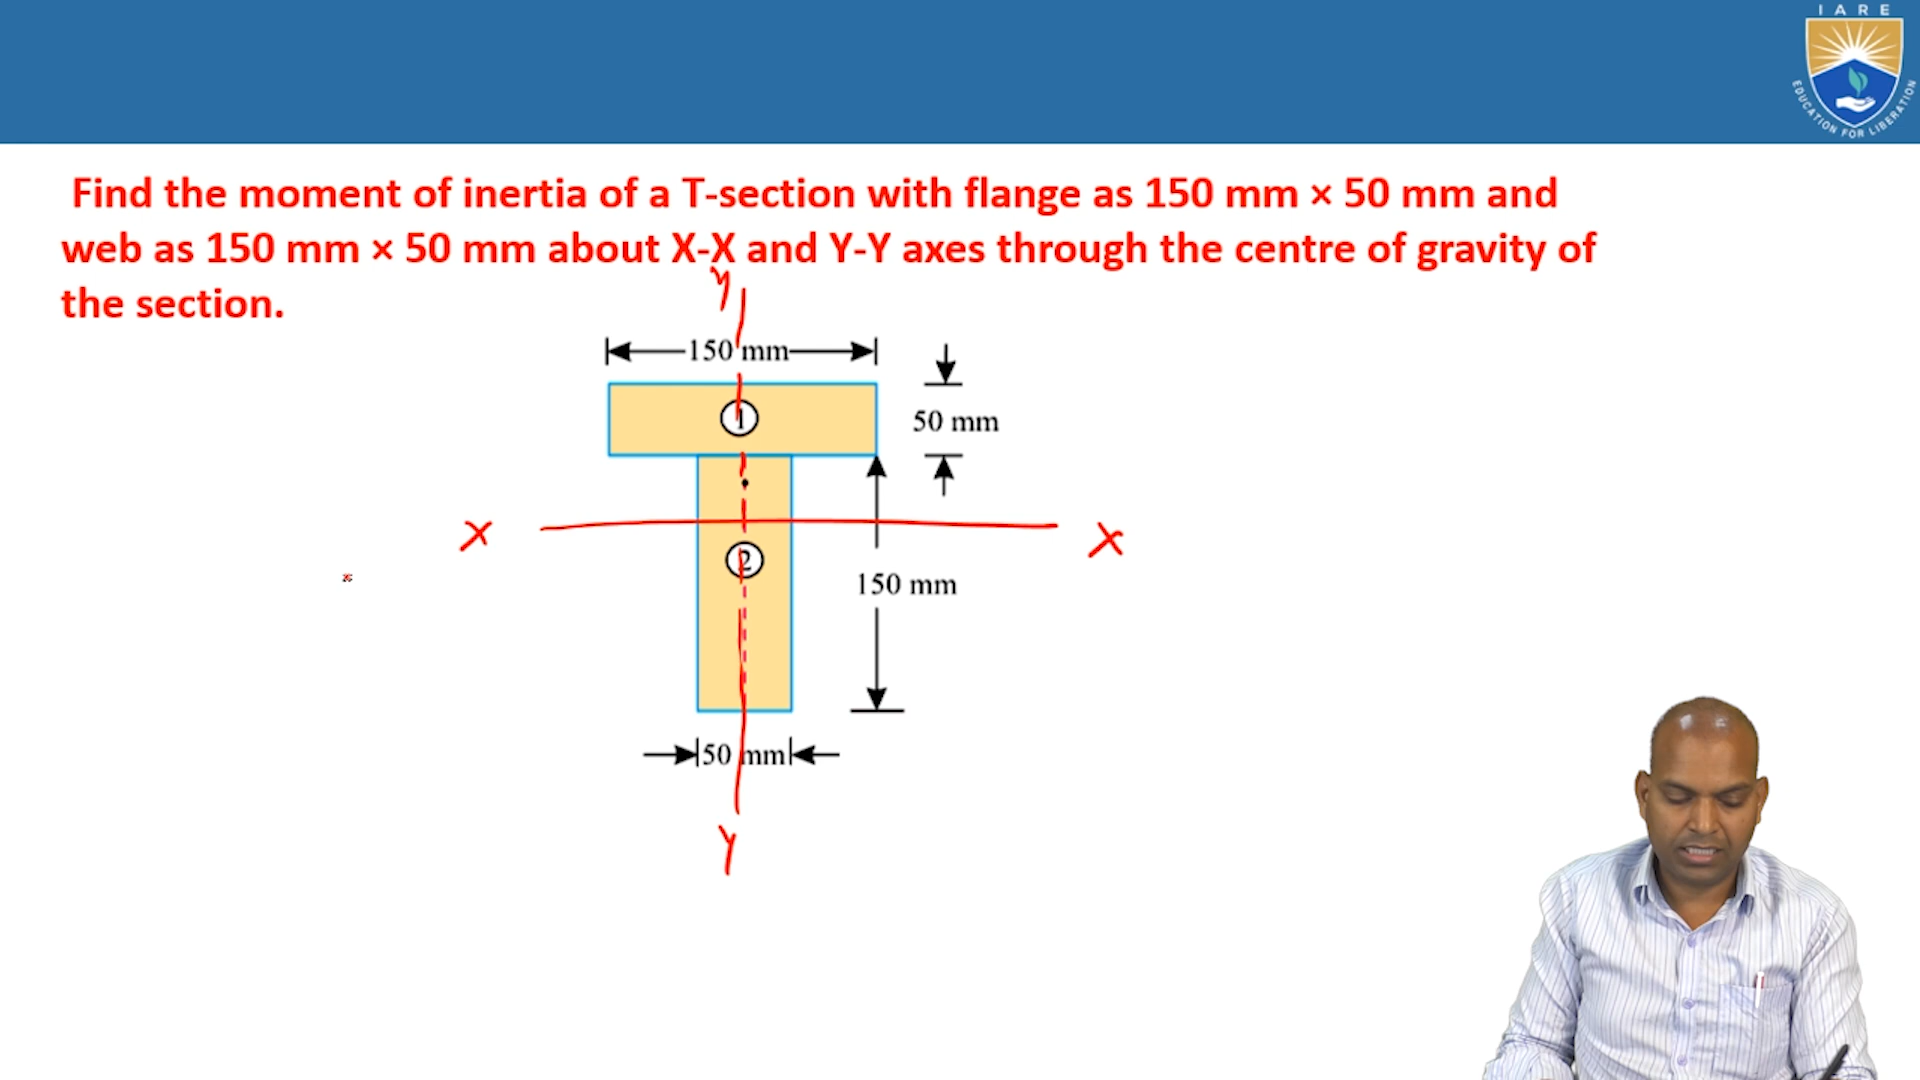 IARE
EDUCATION FOR LIBERATION
Find the moment of inertia of a T-section with flange as 150 mm × 50 mm and
web as 150 mm × 50 mm about X-X and Y-Y axes through the centre of gravity of
the section.
y
150 mm
1
50 mm
X
X
2
150 mm
50 mm
Y